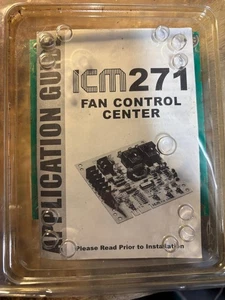 APPLICATION GUIDE
ICM271
FAN CONTROL
CENTER
Please Read Prior to Installation